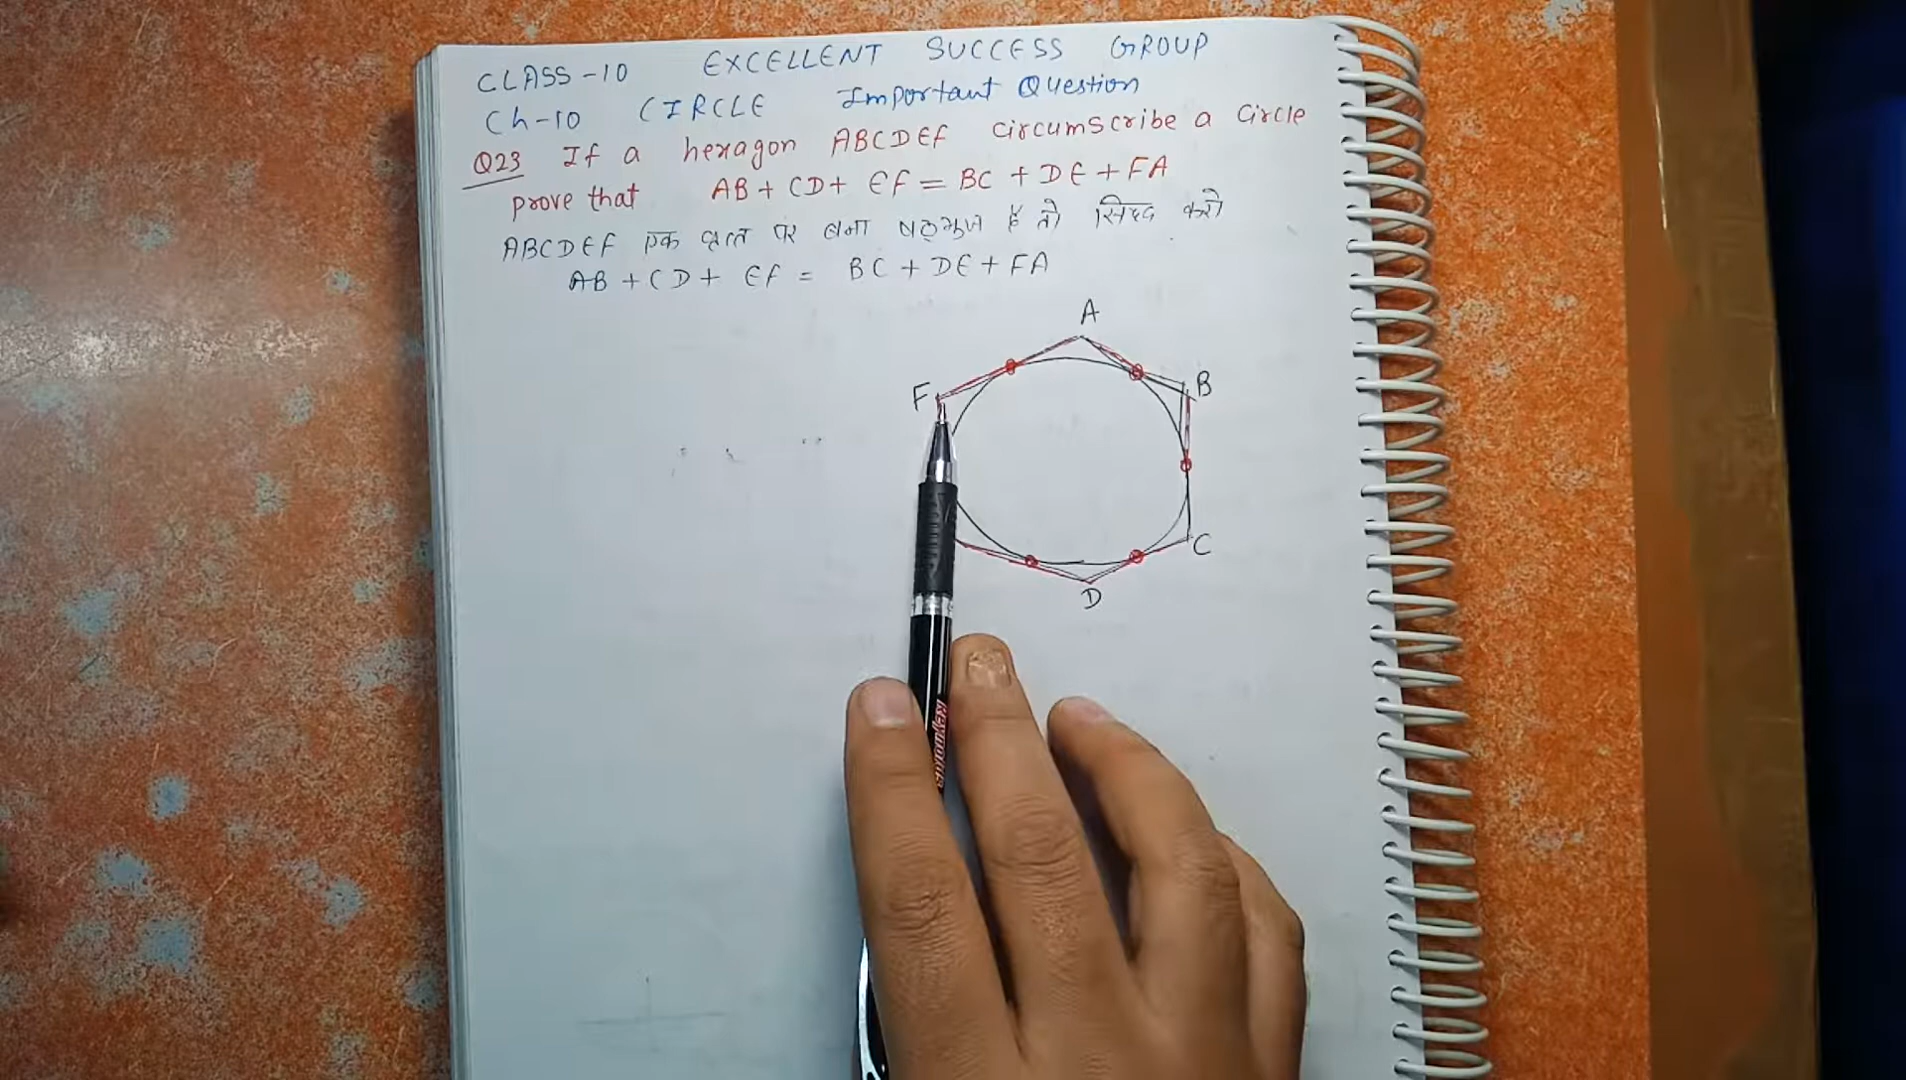 CLASS-10 EXCELLENT SUCCESS GROUP
Ch-10 CIRCLE Important Question
Q23 If a hexagon ABCDEF circumscribe a circle
prove that AB + CD + EF = BC + DE + FA
ABCDEF एक वृत्त पर बना षट्भुज है तो सिद्ध करो
AB + CD + EF = BC + DE + FA
A
F
B
C
D
Reynolds